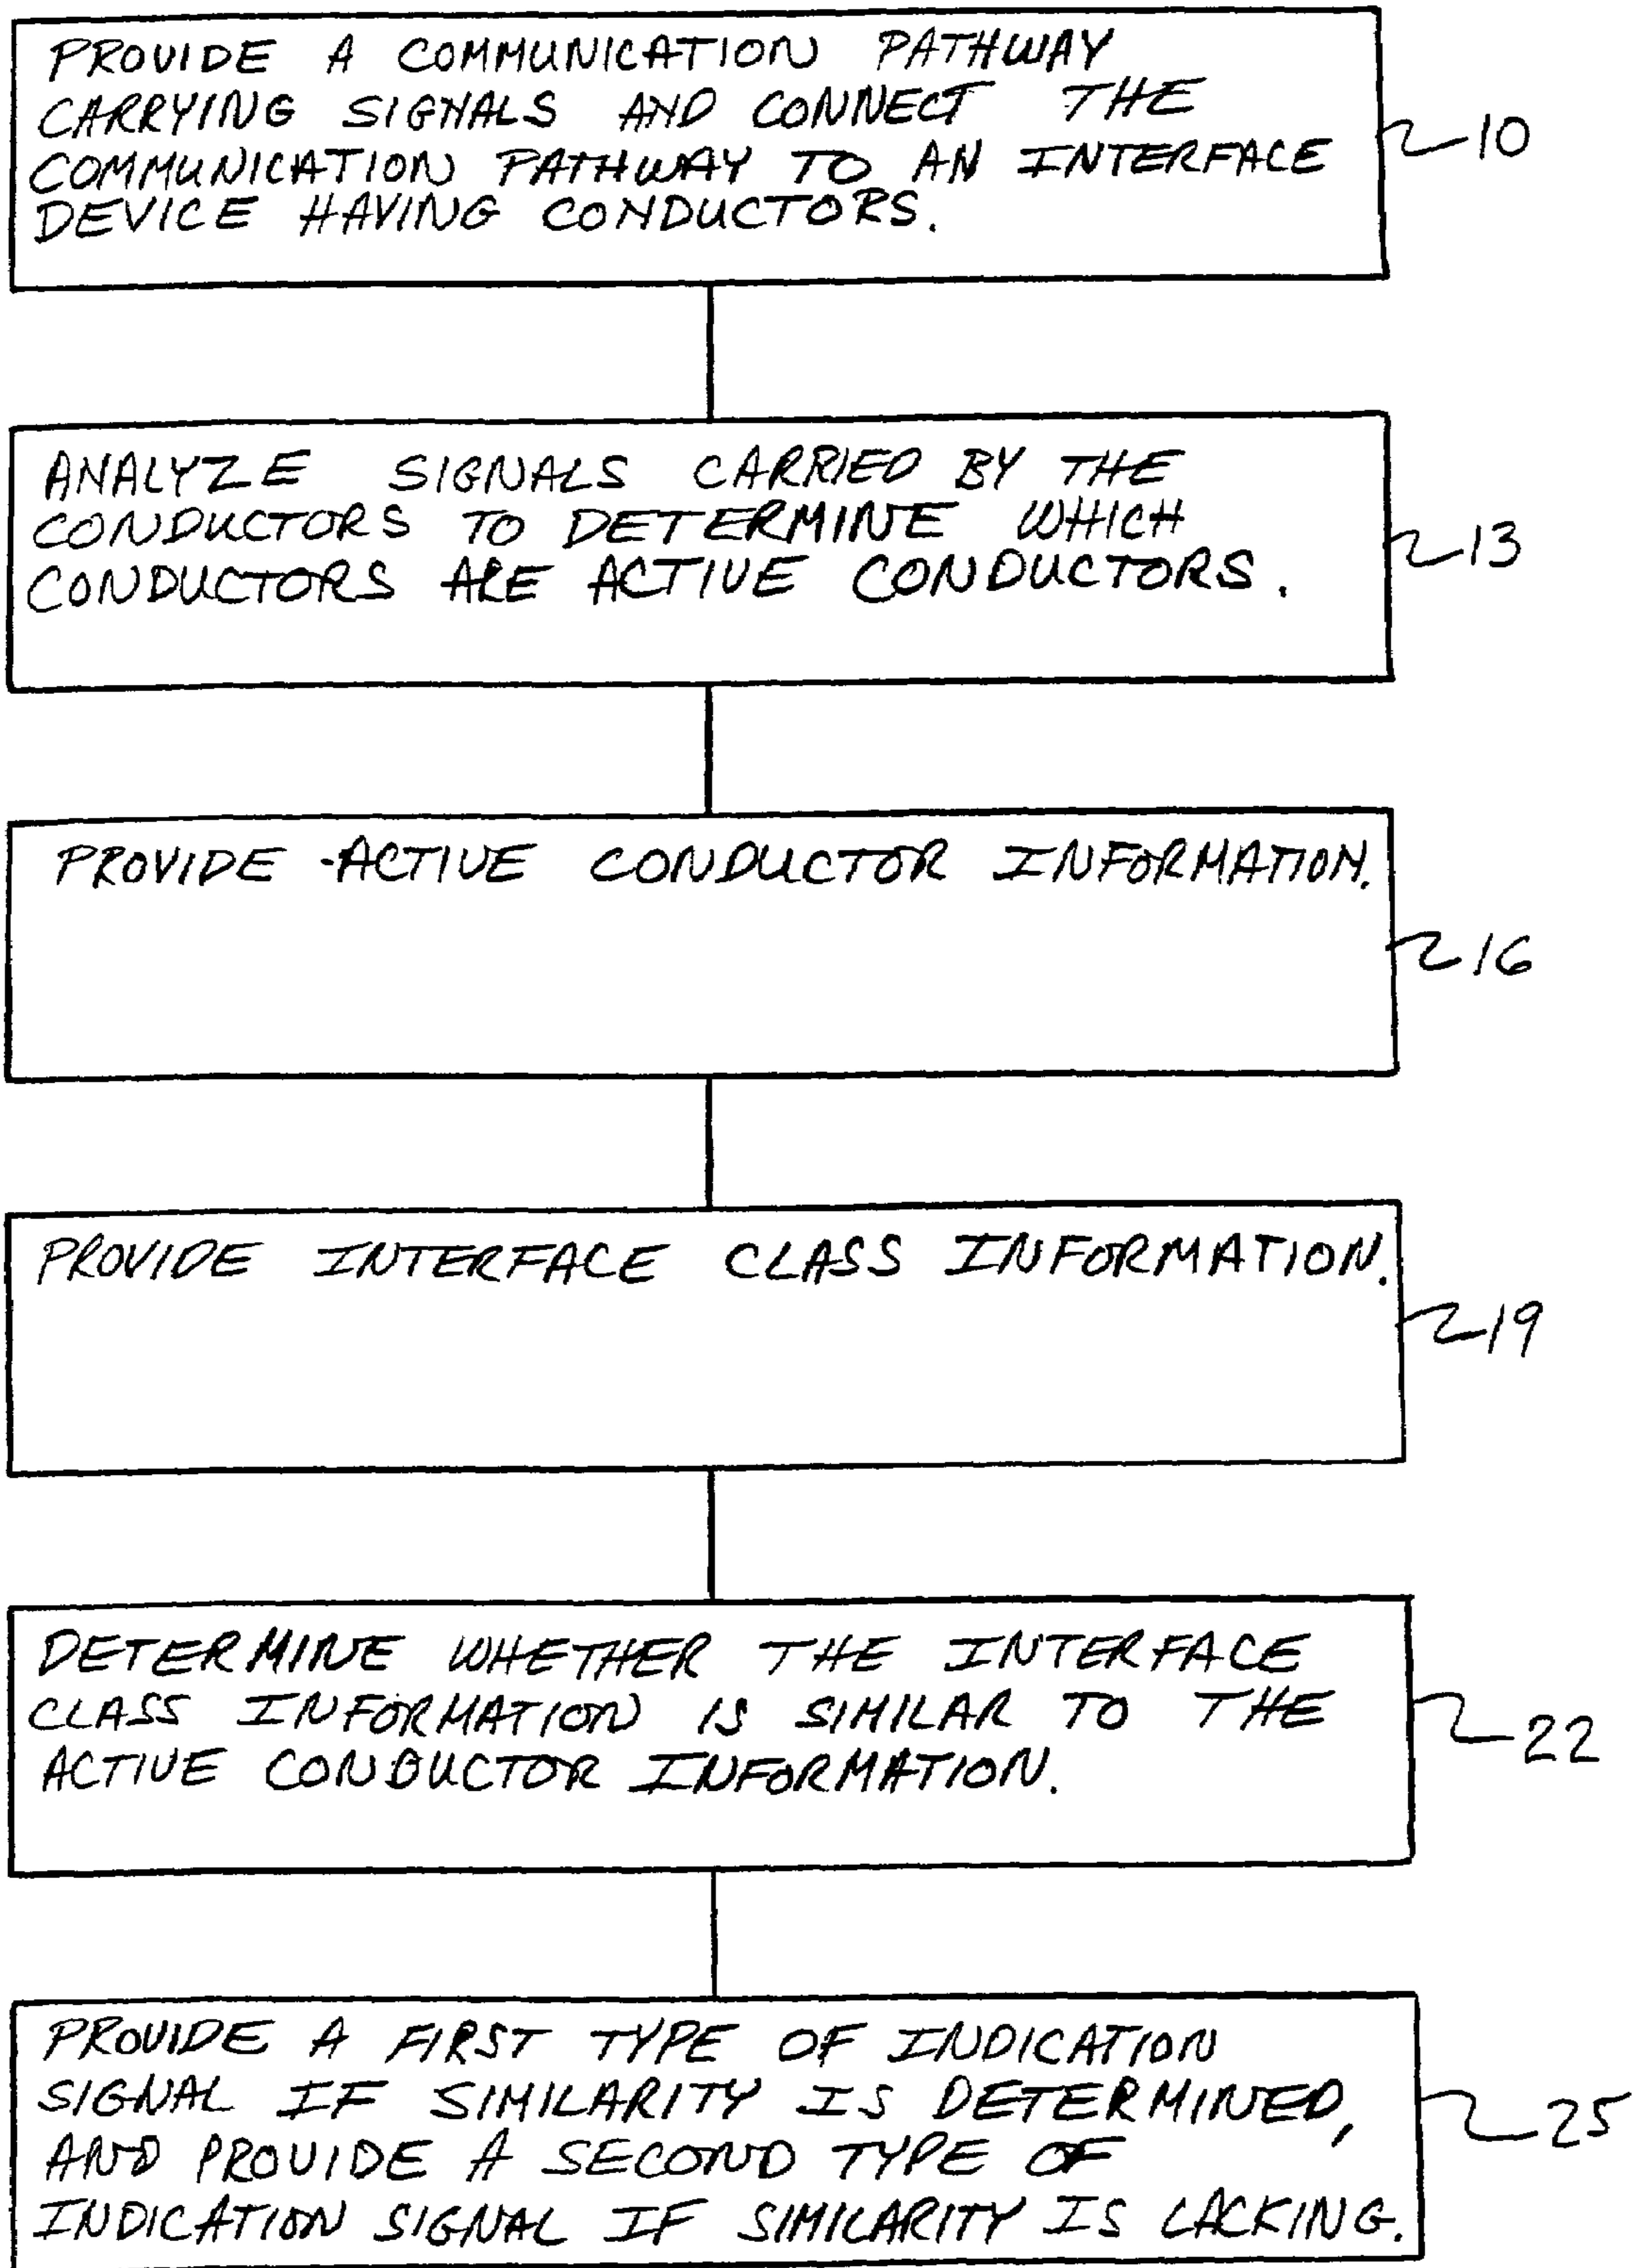 PROVIDE A COMMUNICATION PATHWAY
CARRYING SIGNALS AND CONNECT THE
COMMUNICATION PATHWAY TO AN INTERFACE
DEVICE HAVING CONDUCTORS.
10
ANALYZE SIGNALS CARRIED BY THE
CONDUCTORS TO DETERMINE WHICH
CONDUCTORS ARE ACTIVE CONDUCTORS.
13
PROVIDE ACTIVE CONDUCTOR INFORMATION.
16
PROVIDE INTERFACE CLASS INFORMATION.
19
DETERMINE WHETHER THE INTERFACE
CLASS INFORMATION IS SIMILAR TO THE
ACTIVE CONDUCTOR INFORMATION.
22
PROVIDE A FIRST TYPE OF INDICATION
SIGNAL IF SIMILARITY IS DETERMINED,
AND PROVIDE A SECOND TYPE OF
INDICATION SIGNAL IF SIMILARITY IS LACKING.
25